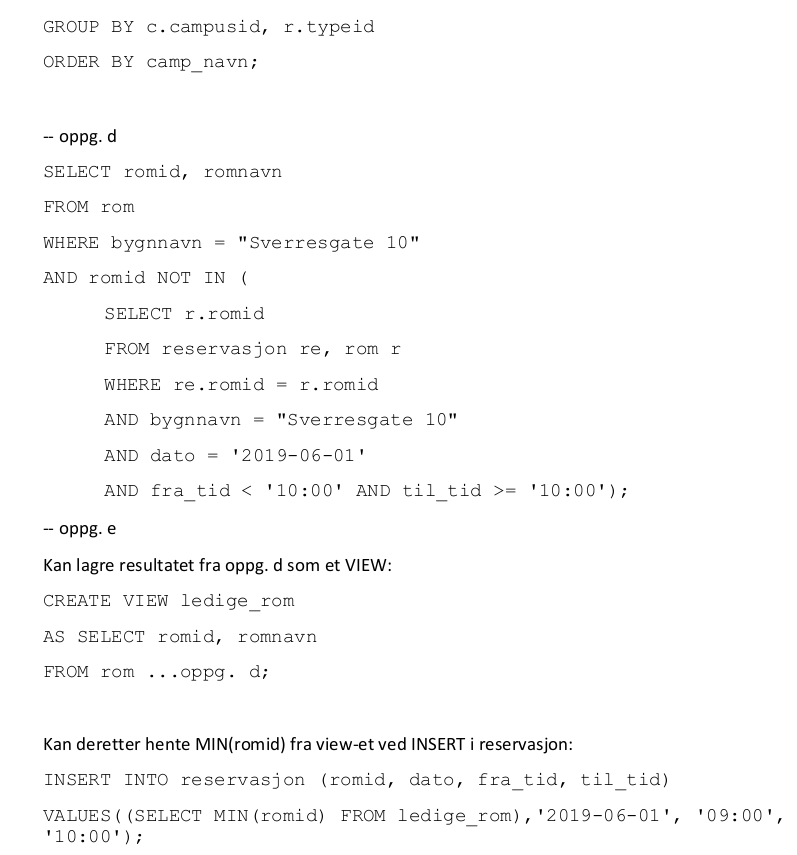 GROUP BY c.campusid, r.typeid
ORDER BY camp_navn;
-- oppg. d
SELECT romid, romnavn
FROM rom
WHERE bygnnavn = "Sverresgate 10"
AND romid NOT IN (
SELECT r.romid
FROM reservasjon re, rom r
WHERE re.romid = r.romid
AND bygnnavn = "Sverresgate 10"
AND dato = '2019-06-01'
AND fra_tid < '10:00' AND til_tid >= '10:00');
-- oppg. e
Kan lagre resultatet fra oppg. d som et VIEW:
CREATE VIEW ledige_rom
AS SELECT romid, romnavn
FROM rom ...oppg. d;
Kan deretter hente MIN(romid) fra view-et ved INSERT i reservasjon:
INSERT INTO reservasjon (romid, dato, fra_tid, til_tid)
VALUES((SELECT MIN(romid) FROM ledige_rom),'2019-06-01', '09:00',
'10:00');